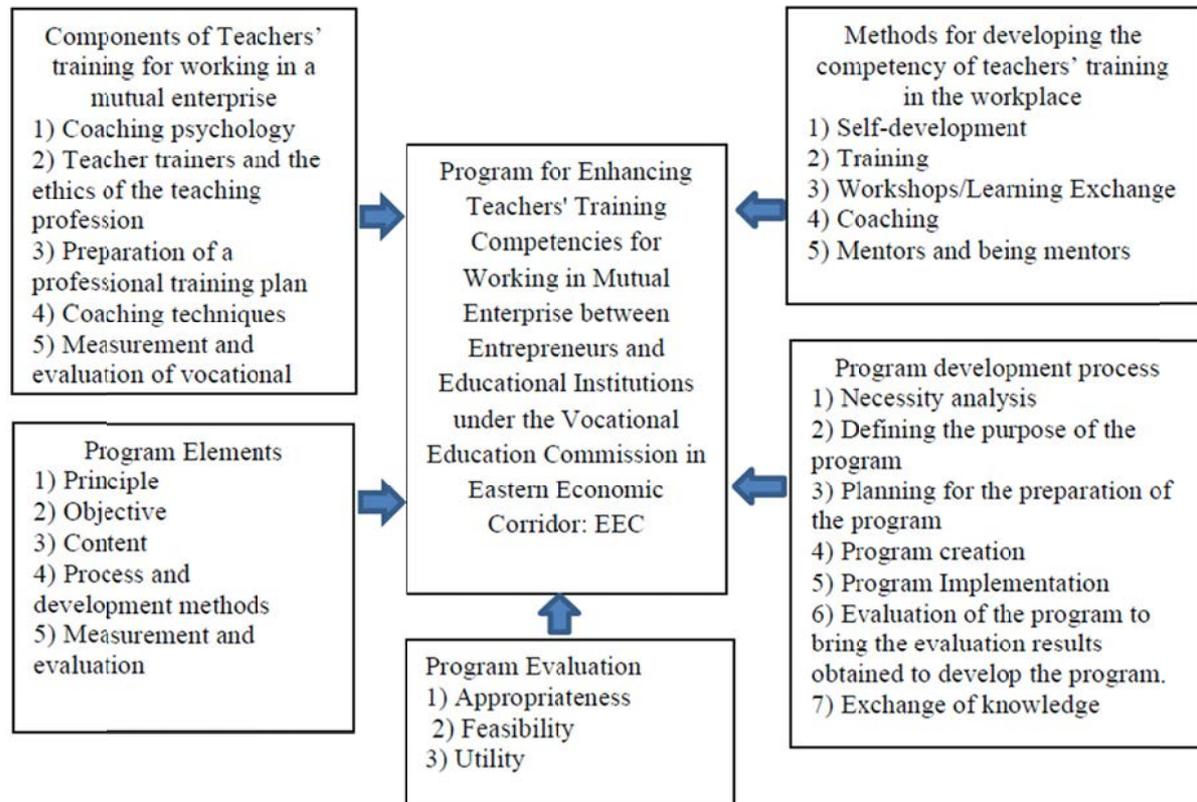 Components of Teachers'
training for working in a
mutual enterprise
1) Coaching psychology
2) Teacher trainers and the
ethics of the teaching
profession
3) Preparation of a
professional training plan
4) Coaching techniques
5) Measurement and
evaluation of vocational
Program Elements
1) Principle
2) Objective
3) Content
4) Process and
development methods
5) Measurement and
evaluation
Program for Enhancing
Teachers' Training
Competencies for
Working in Mutual
Enterprise between
Entrepreneurs and
Educational Institutions
under the Vocational
Education Commission in
Eastern Economic
Corridor: EEC
Program Evaluation
1) Appropriateness
2) Feasibility
3) Utility
Methods for developing the
competency of teachers' training
in the workplace
1) Self-development
2) Training
3) Workshops/Learning Exchange
4) Coaching
5) Mentors and being mentors
Program development process
1) Necessity analysis
2) Defining the purpose of the
program
3) Planning for the preparation of
the program
4) Program creation
5) Program Implementation
6) Evaluation of the program to
bring the evaluation results
obtained to develop the program.
7) Exchange of knowledge